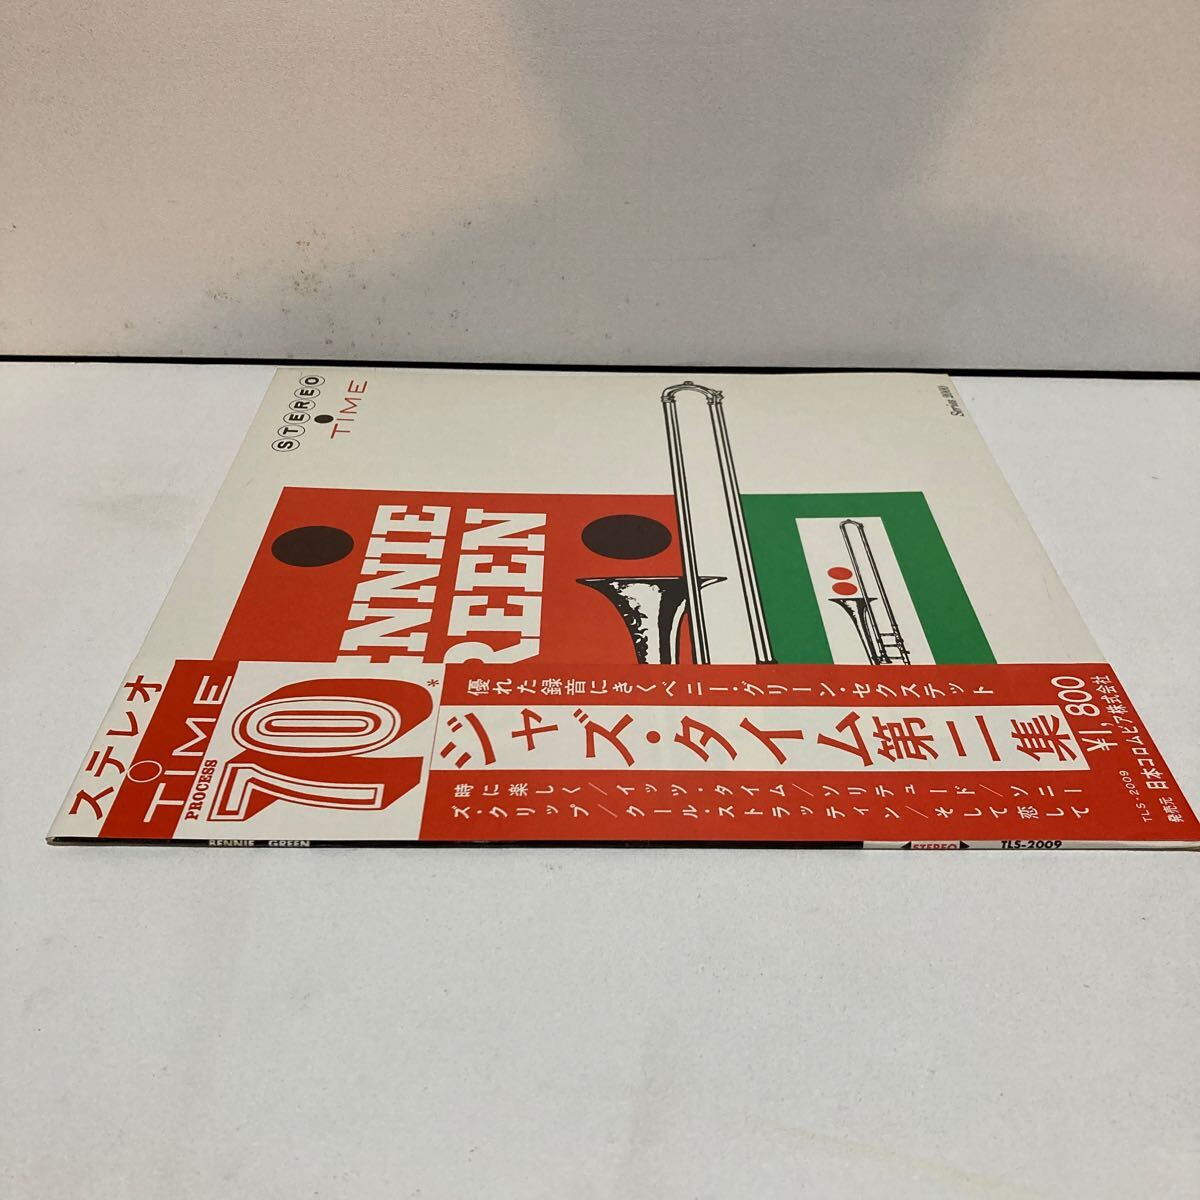 STEREO
TIME
Series 2000
ENNIE
REEN
ステレオ
TIME
PROCESS
70
*
優れた録音にきくベニー・グリーン・セクステット
ジャズ・タイム第二集
時に楽しく/イッツ・タイム/ソリテュード/ソニー
ズ・クリップ/クール・ストラッティン/そして恋して
¥1,800
TLS-2009
発売元 日本コロムビア株式会社
BENNIE GREEN
STEREO
TLS-2009